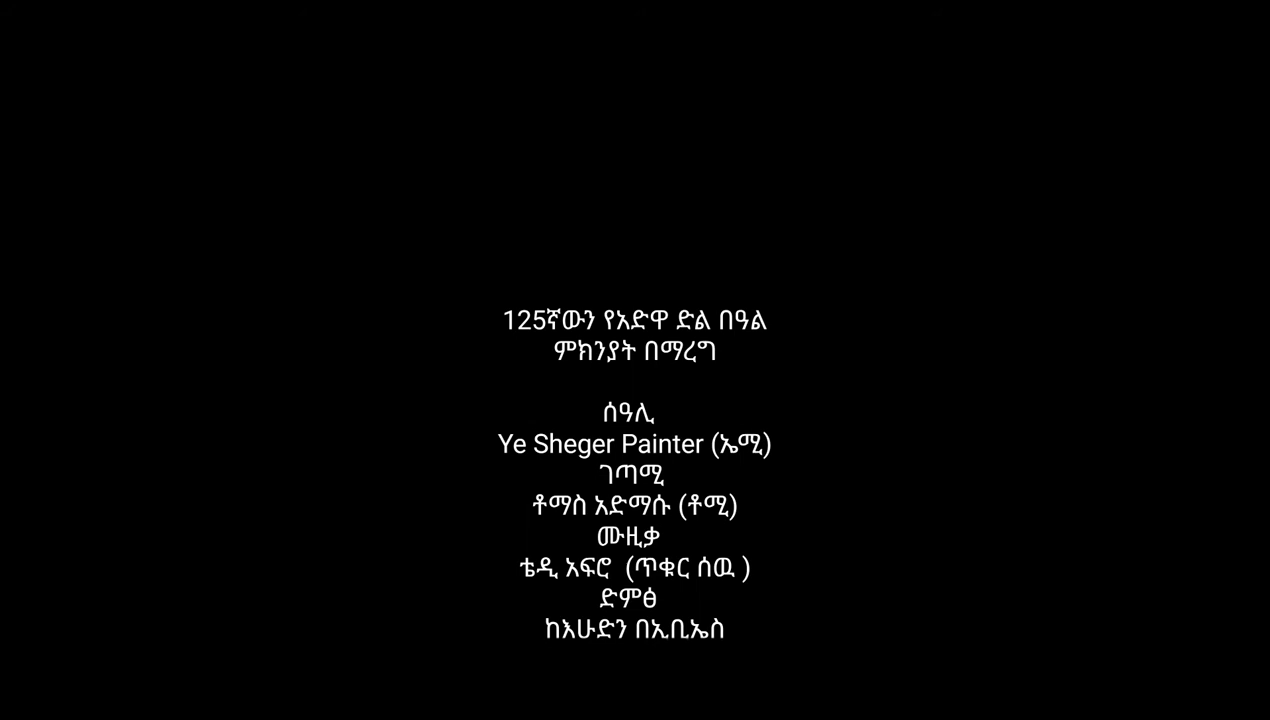 125ኛውን የአድዋ ድል በዓል
ምክንያት በማረግ
ሰዓሊ
Ye Sheger Painter (ኤሚ)
ገጣሚ
ቶማስ አድማሱ (ቶሚ)
ሙዚቃ
ቴዲ አፍሮ (ጥቁር ሰዉ )
ድምፅ
ከእሁድን በኢቢኤስ